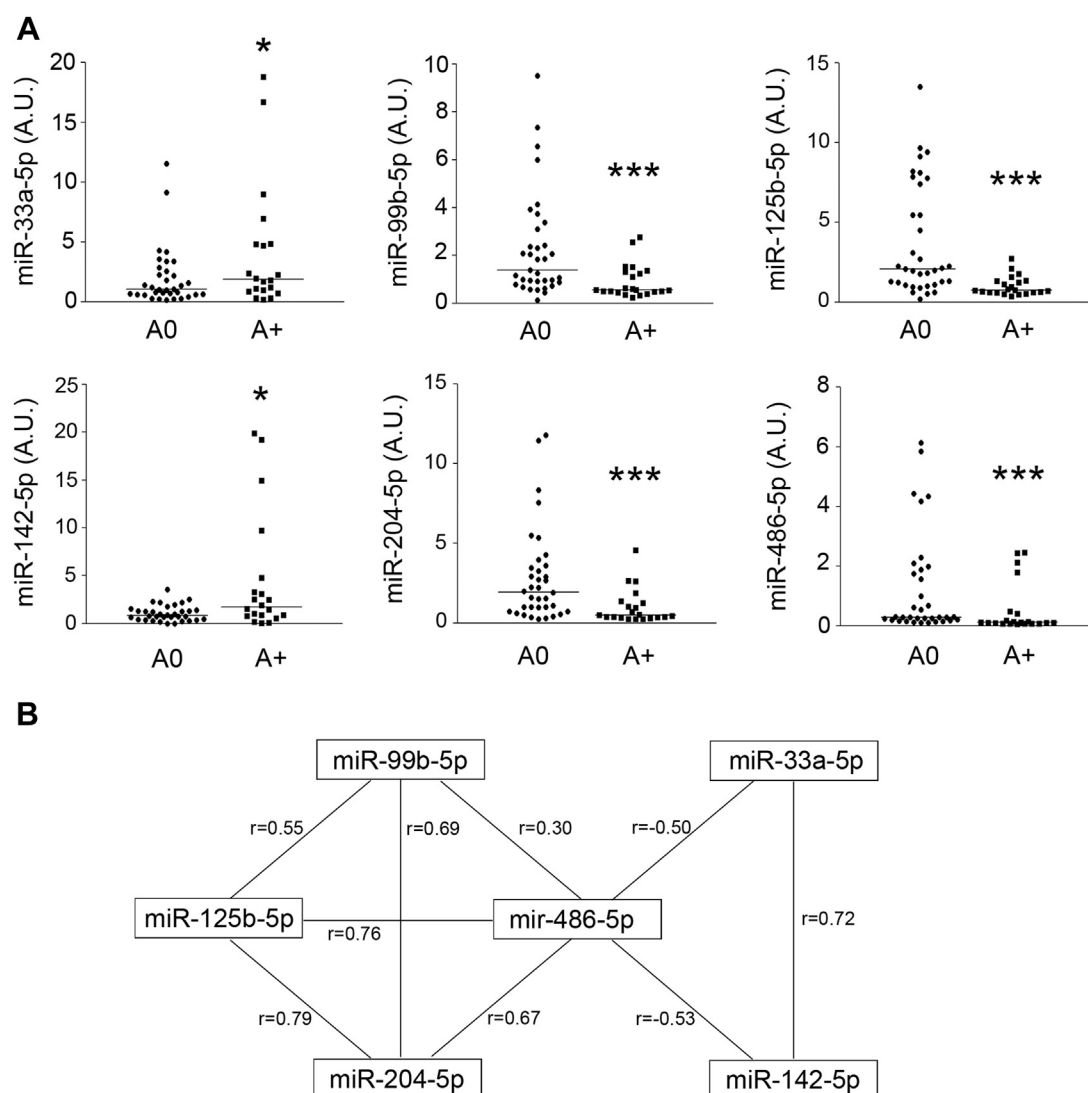 A
miR-33a-5p (A.U.)
20
15
10
5
0
*
A0
A+
miR-99b-5p (A.U.)
10
8
6
4
2
0
***
A0
A+
miR-125b-5p (A.U.)
15
10
5
0
***
A0
A+
miR-142-5p (A.U.)
25
20
15
10
5
0
*
A0
A+
miR-204-5p (A.U.)
15
10
5
0
***
A0
A+
miR-486-5p (A.U.)
8
6
4
2
0
***
A0
A+
B
miR-99b-5p
miR-33a-5p
r=0.55
r=0.69
r=0.30
r=-0.50
miR-125b-5p
r=0.76
mir-486-5p
r=0.72
r=0.79
r=0.67
r=-0.53
miR-204-5p
miR-142-5p